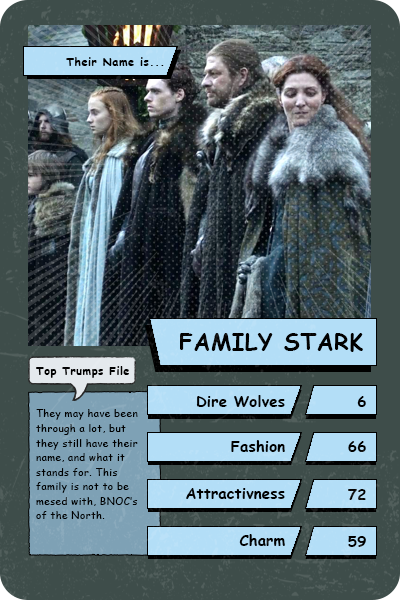 Their Name is...
FAMILY STARK
Top Trumps File
They may have been
through a lot, but
they still have their
name, and what it
stands for. This
family is not to be
mesed with, BNOC's
of the North.
Dire Wolves 6
Fashion 66
Attractivness 72
Charm 59